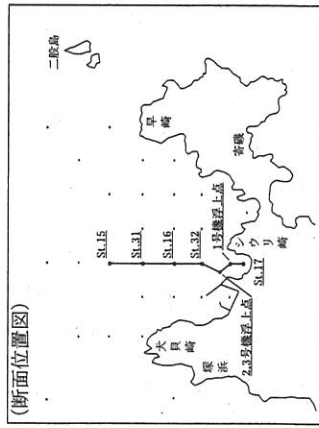 (断面位置図)
二股島
早崎
寄磯
St.15
St.31
St.16
St.32
1号機浮上点
シウリ崎
St.17
2,3号機浮上点
大貝崎
塚浜